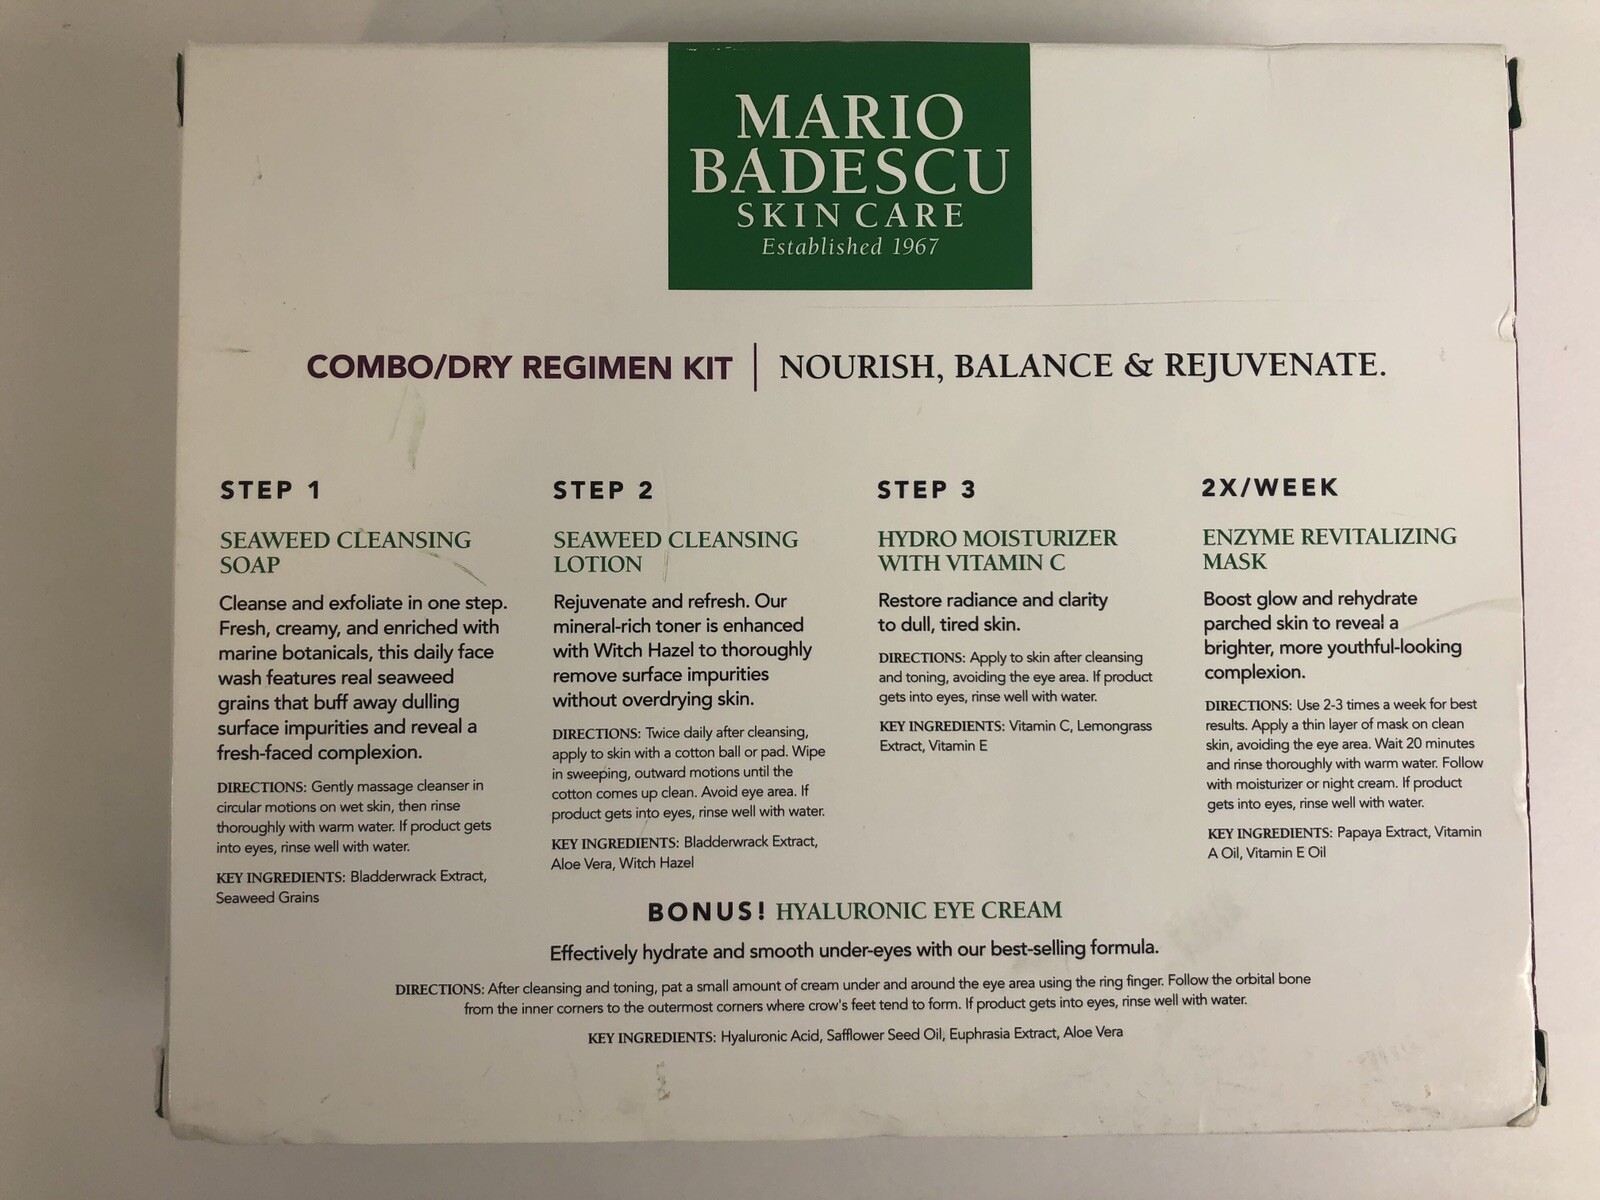 MARIO
BADESCU
SKIN CARE
Established 1967
COMBO/DRY REGIMEN KIT | NOURISH, BALANCE & REJUVENATE.
STEP 1
SEAWEED CLEANSING
SOAP
Cleanse and exfoliate in one step.
Fresh, creamy, and enriched with
marine botanicals, this daily face
wash features real seaweed
grains that buff away dulling
surface impurities and reveal a
fresh-faced complexion.
DIRECTIONS: Gently massage cleanser in
circular motions on wet skin, then rinse
thoroughly with warm water. If product gets
into eyes, rinse well with water.
KEY INGREDIENTS: Bladderwrack Extract,
Seaweed Grains
STEP 2
SEAWEED CLEANSING
LOTION
Rejuvenate and refresh. Our
mineral-rich toner is enhanced
with Witch Hazel to thoroughly
remove surface impurities
without overdrying skin.
DIRECTIONS: Twice daily after cleansing,
apply to skin with a cotton ball or pad. Wipe
in sweeping, outward motions until the
cotton comes up clean. Avoid eye area. If
product gets into eyes, rinse well with water.
KEY INGREDIENTS: Bladderwrack Extract,
Aloe Vera, Witch Hazel
STEP 3
HYDRO MOISTURIZER
WITH VITAMIN C
Restore radiance and clarity
to dull, tired skin.
DIRECTIONS: Apply to skin after cleansing
and toning, avoiding the eye area. If product
gets into eyes, rinse well with water.
KEY INGREDIENTS: Vitamin C, Lemongrass
Extract, Vitamin E
2X/WEEK
ENZYME REVITALIZING
MASK
Boost glow and rehydrate
parched skin to reveal a
brighter, more youthful-looking
complexion.
DIRECTIONS: Use 2-3 times a week for best
results. Apply a thin layer of mask on clean
skin, avoiding the eye area. Wait 20 minutes
and rinse thoroughly with warm water. Follow
with moisturizer or night cream. If product
gets into eyes, rinse well with water.
KEY INGREDIENTS: Papaya Extract, Vitamin
A Oil, Vitamin E Oil
BONUS! HYALURONIC EYE CREAM
Effectively hydrate and smooth under-eyes with our best-selling formula.
DIRECTIONS: After cleansing and toning, pat a small amount of cream under and around the eye area using the ring finger. Follow the orbital bone
from the inner corners to the outermost corners where crow's feet tend to form. If product gets into eyes, rinse well with water.
KEY INGREDIENTS: Hyaluronic Acid, Safflower Seed Oil, Euphrasia Extract, Aloe Vera